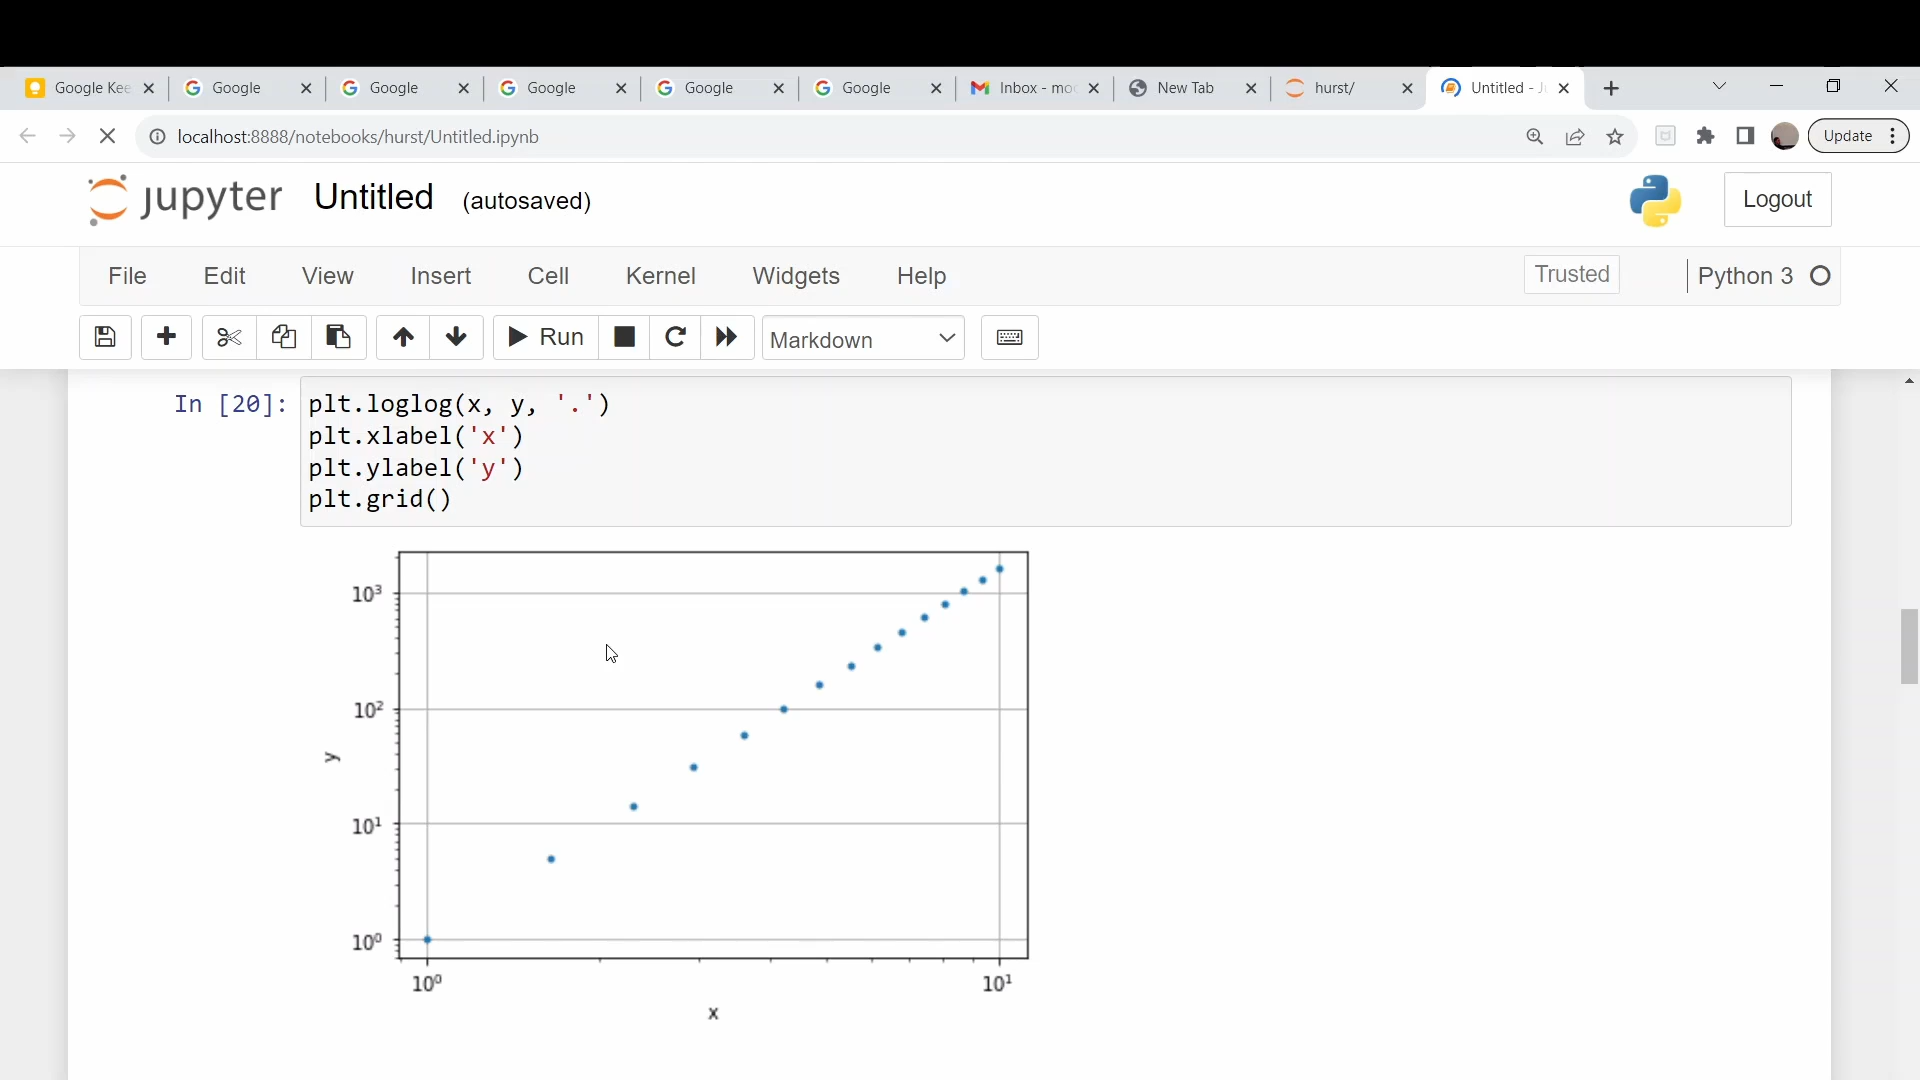 Google Kee
Google
Google
Google
Google
Google
Inbox - mo
New Tab
hurst/
Untitled - J
localhost:8888/notebooks/hurst/Untitled.ipynb
Update
jupyter Untitled (autosaved)
Logout
File Edit View Insert Cell Kernel Widgets Help
Trusted
Python 3
Run
Markdown
In [20]: plt.loglog(x, y, '.')
plt.xlabel('x')
plt.ylabel('y')
plt.grid()
10³
10²
y
10¹
10⁰
10⁰ 10¹
x